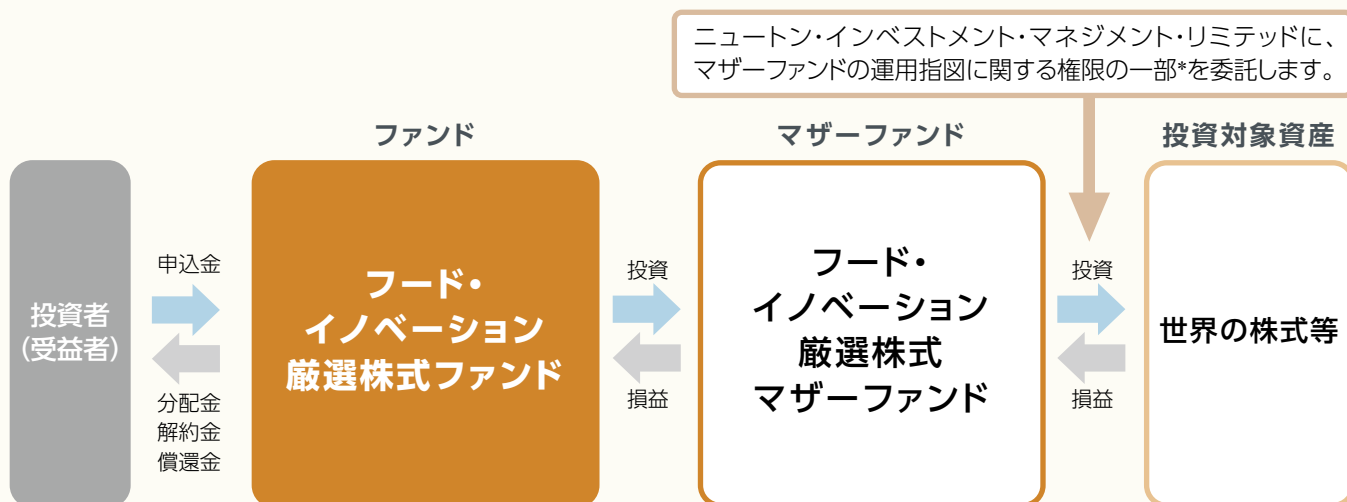 ニュートン・インベストメント・マネジメント・リミテッドに、
マザーファンドの運用指図に関する権限の一部*を委託します。
ファンド
マザーファンド
投資対象資産
投資者
(受益者)
申込金
分配金
解約金
償還金
フード・
イノベーション
厳選株式ファンド
投資
損益
フード・
イノベーション
厳選株式
マザーファンド
投資
損益
世界の株式等